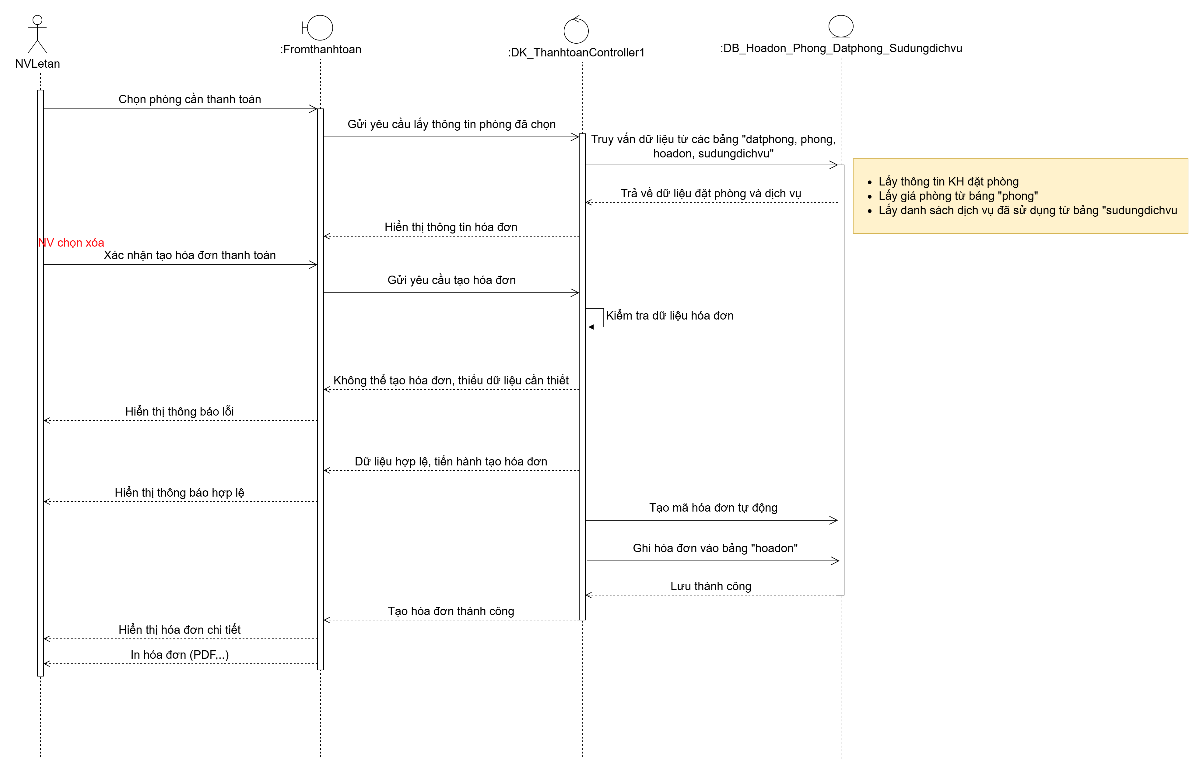 NVLetan
:Fromthanhtoan
:DK_ThanhtoanController1
:DB_Hoadon_Phong_Datphong_Sudungdichvu
Chọn phòng cần thanh toán
Gửi yêu cầu lấy thông tin phòng đã chọn
Truy vấn dữ liệu từ các bảng "datphong, phong,
hoadon, sudungdichvu"
• Lấy thông tin KH đặt phòng
• Lấy giá phòng từ bảng "phong"
• Lấy danh sách dịch vụ đã sử dụng từ bảng "sudungdichvu
Trả về dữ liệu đặt phòng và dịch vụ
Hiển thị thông tin hóa đơn
NV chọn xóa
Xác nhận tạo hóa đơn thanh toán
Gửi yêu cầu tạo hóa đơn
Kiểm tra dữ liệu hóa đơn
Không thể tạo hóa đơn, thiếu dữ liệu cần thiết
Hiển thị thông báo lỗi
Dữ liệu hợp lệ, tiến hành tạo hóa đơn
Hiển thị thông báo hợp lệ
Tạo mã hóa đơn tự động
Ghi hóa đơn vào bảng "hoadon"
Lưu thành công
Tạo hóa đơn thành công
Hiển thị hóa đơn chi tiết
In hóa đơn (PDF...)